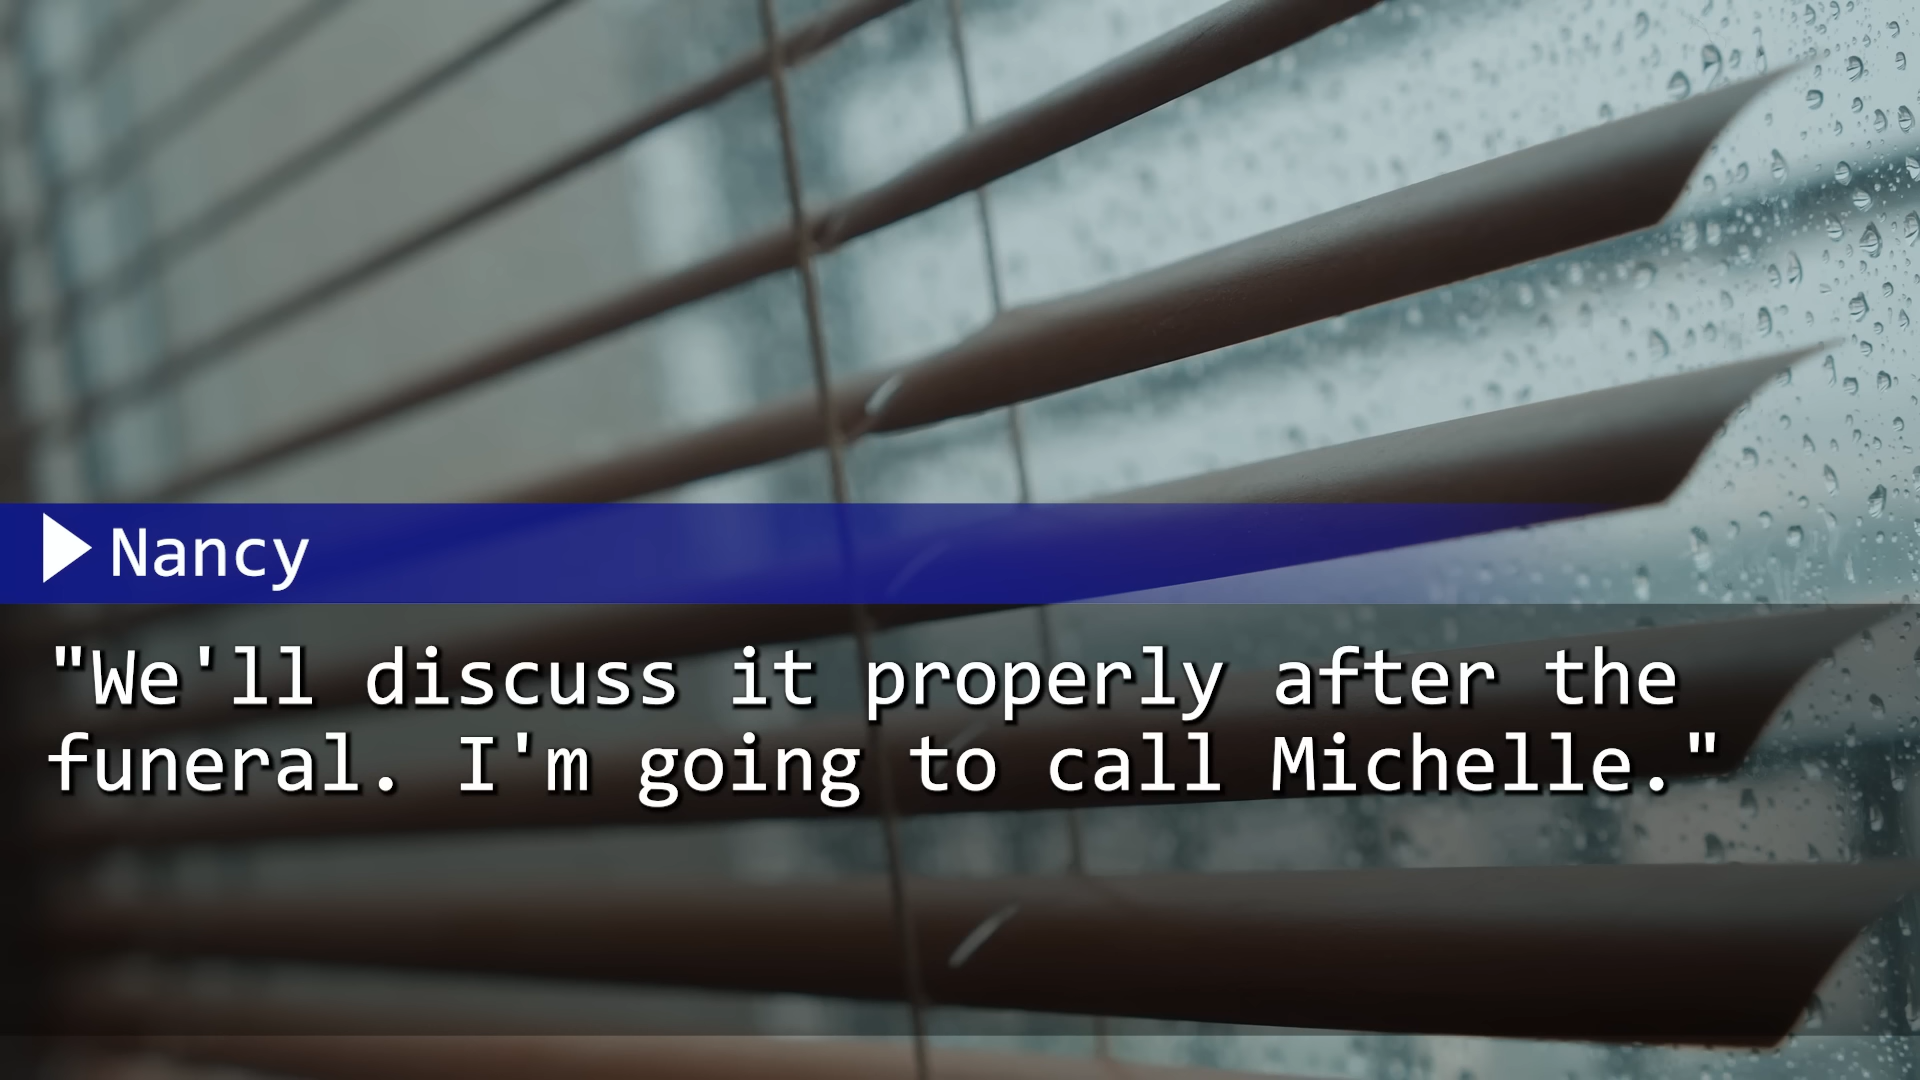 Nancy
"We'll discuss it properly after the
funeral. I'm going to call Michelle."